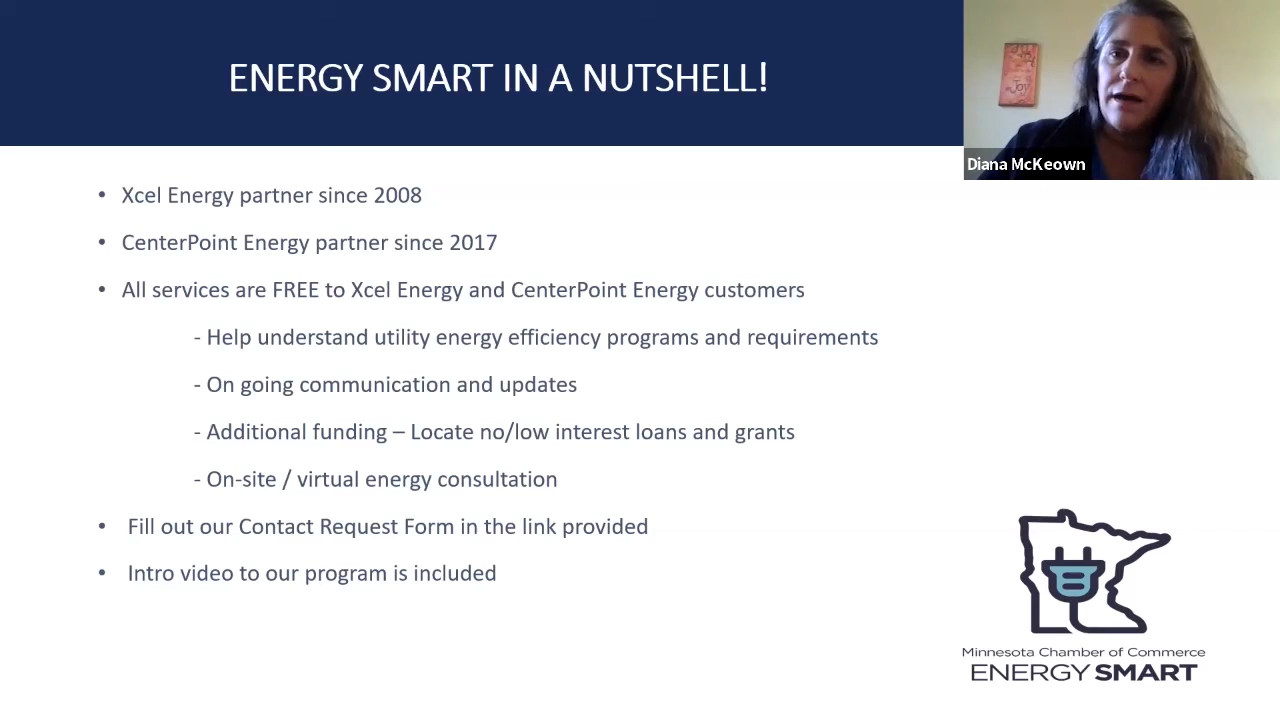 ENERGY SMART IN A NUTSHELL!
Joy
Diana McKeown
• Xcel Energy partner since 2008
• CenterPoint Energy partner since 2017
• All services are FREE to Xcel Energy and CenterPoint Energy customers
- Help understand utility energy efficiency programs and requirements
- On going communication and updates
- Additional funding – Locate no/low interest loans and grants
- On-site / virtual energy consultation
• Fill out our Contact Request Form in the link provided
• Intro video to our program is included
Minnesota Chamber of Commerce
ENERGY SMART